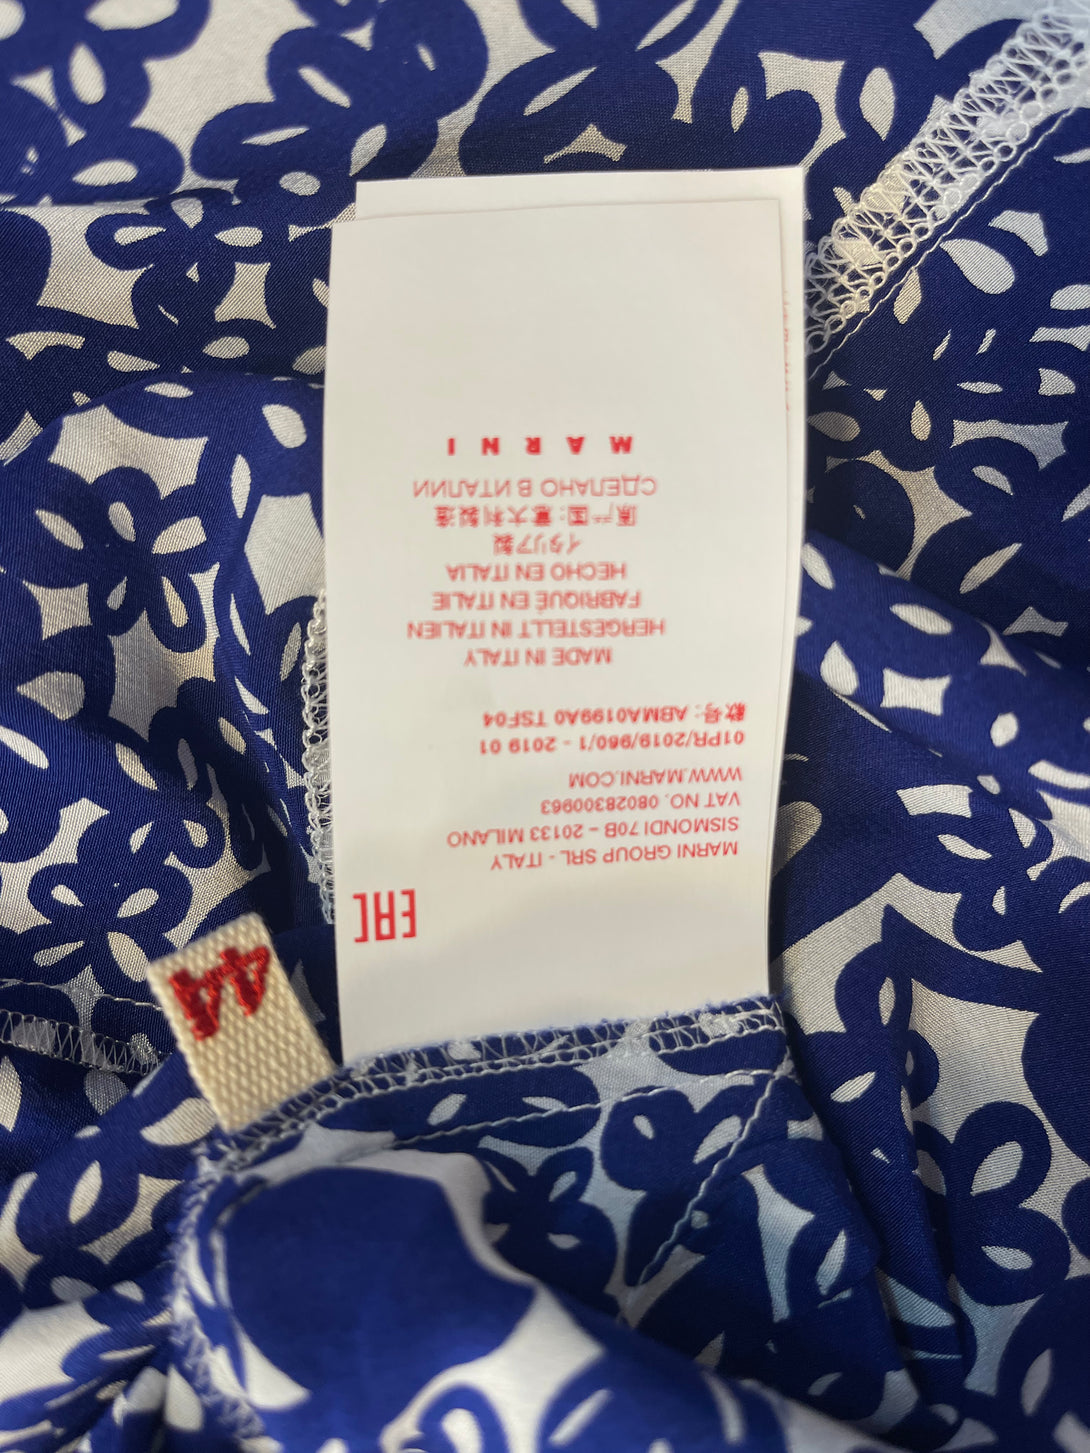 EAC
MARNI GROUP SRL - ITALY
SISMONDI 70B – 20133 MILANO
VAT NO. 08028300963
WWW.MARNI.COM
01PR/2019/960/1 - 2019 01
款号: ABMA0199A0 TSF04
MADE IN ITALY
HERGESTELLT IN ITALIEN
FABRIQUÉ EN ITALIE
HECHO EN ITALIA
イタリア製
原产国:意大利製造
СДЕЛАНО В ИТАЛИИ
MARNI
44